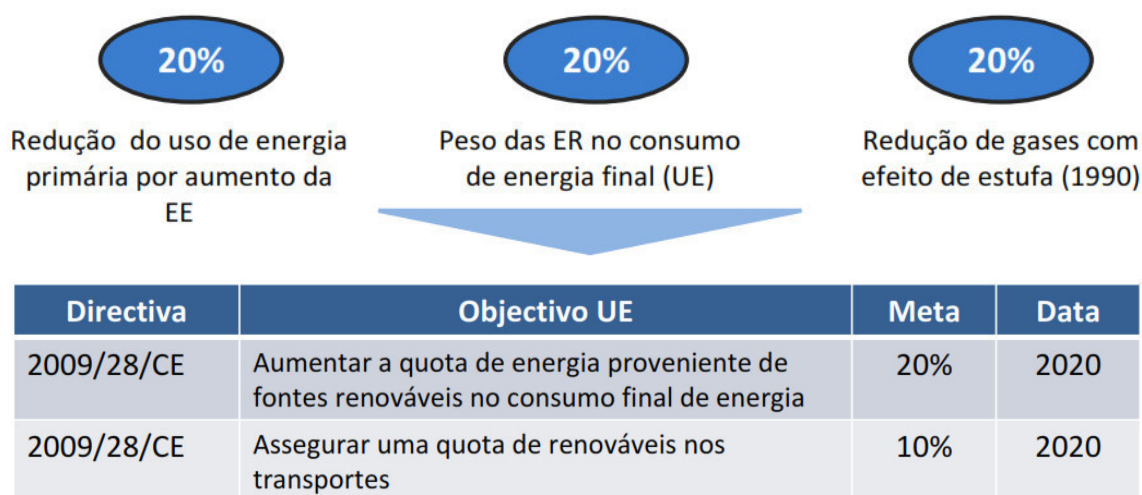 20%
20%
20%
Redução do uso de energia
primária por aumento da
EE
Peso das ER no consumo
de energia final (UE)
Redução de gases com
efeito de estufa (1990)
Directiva Objectivo UE Meta Data
2009/28/CE Aumentar a quota de energia proveniente de 20% 2020
fontes renováveis no consumo final de energia
2009/28/CE Assegurar uma quota de renováveis nos 10% 2020
transportes